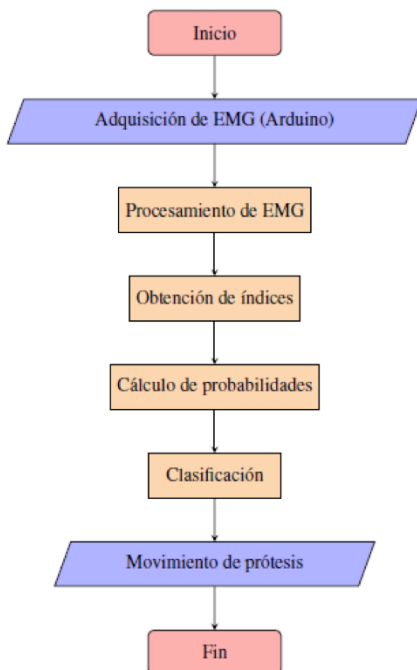 Inicio
Adquisición de EMG (Arduino)
Procesamiento de EMG
Obtención de índices
Cálculo de probabilidades
Clasificación
Movimiento de prótesis
Fin